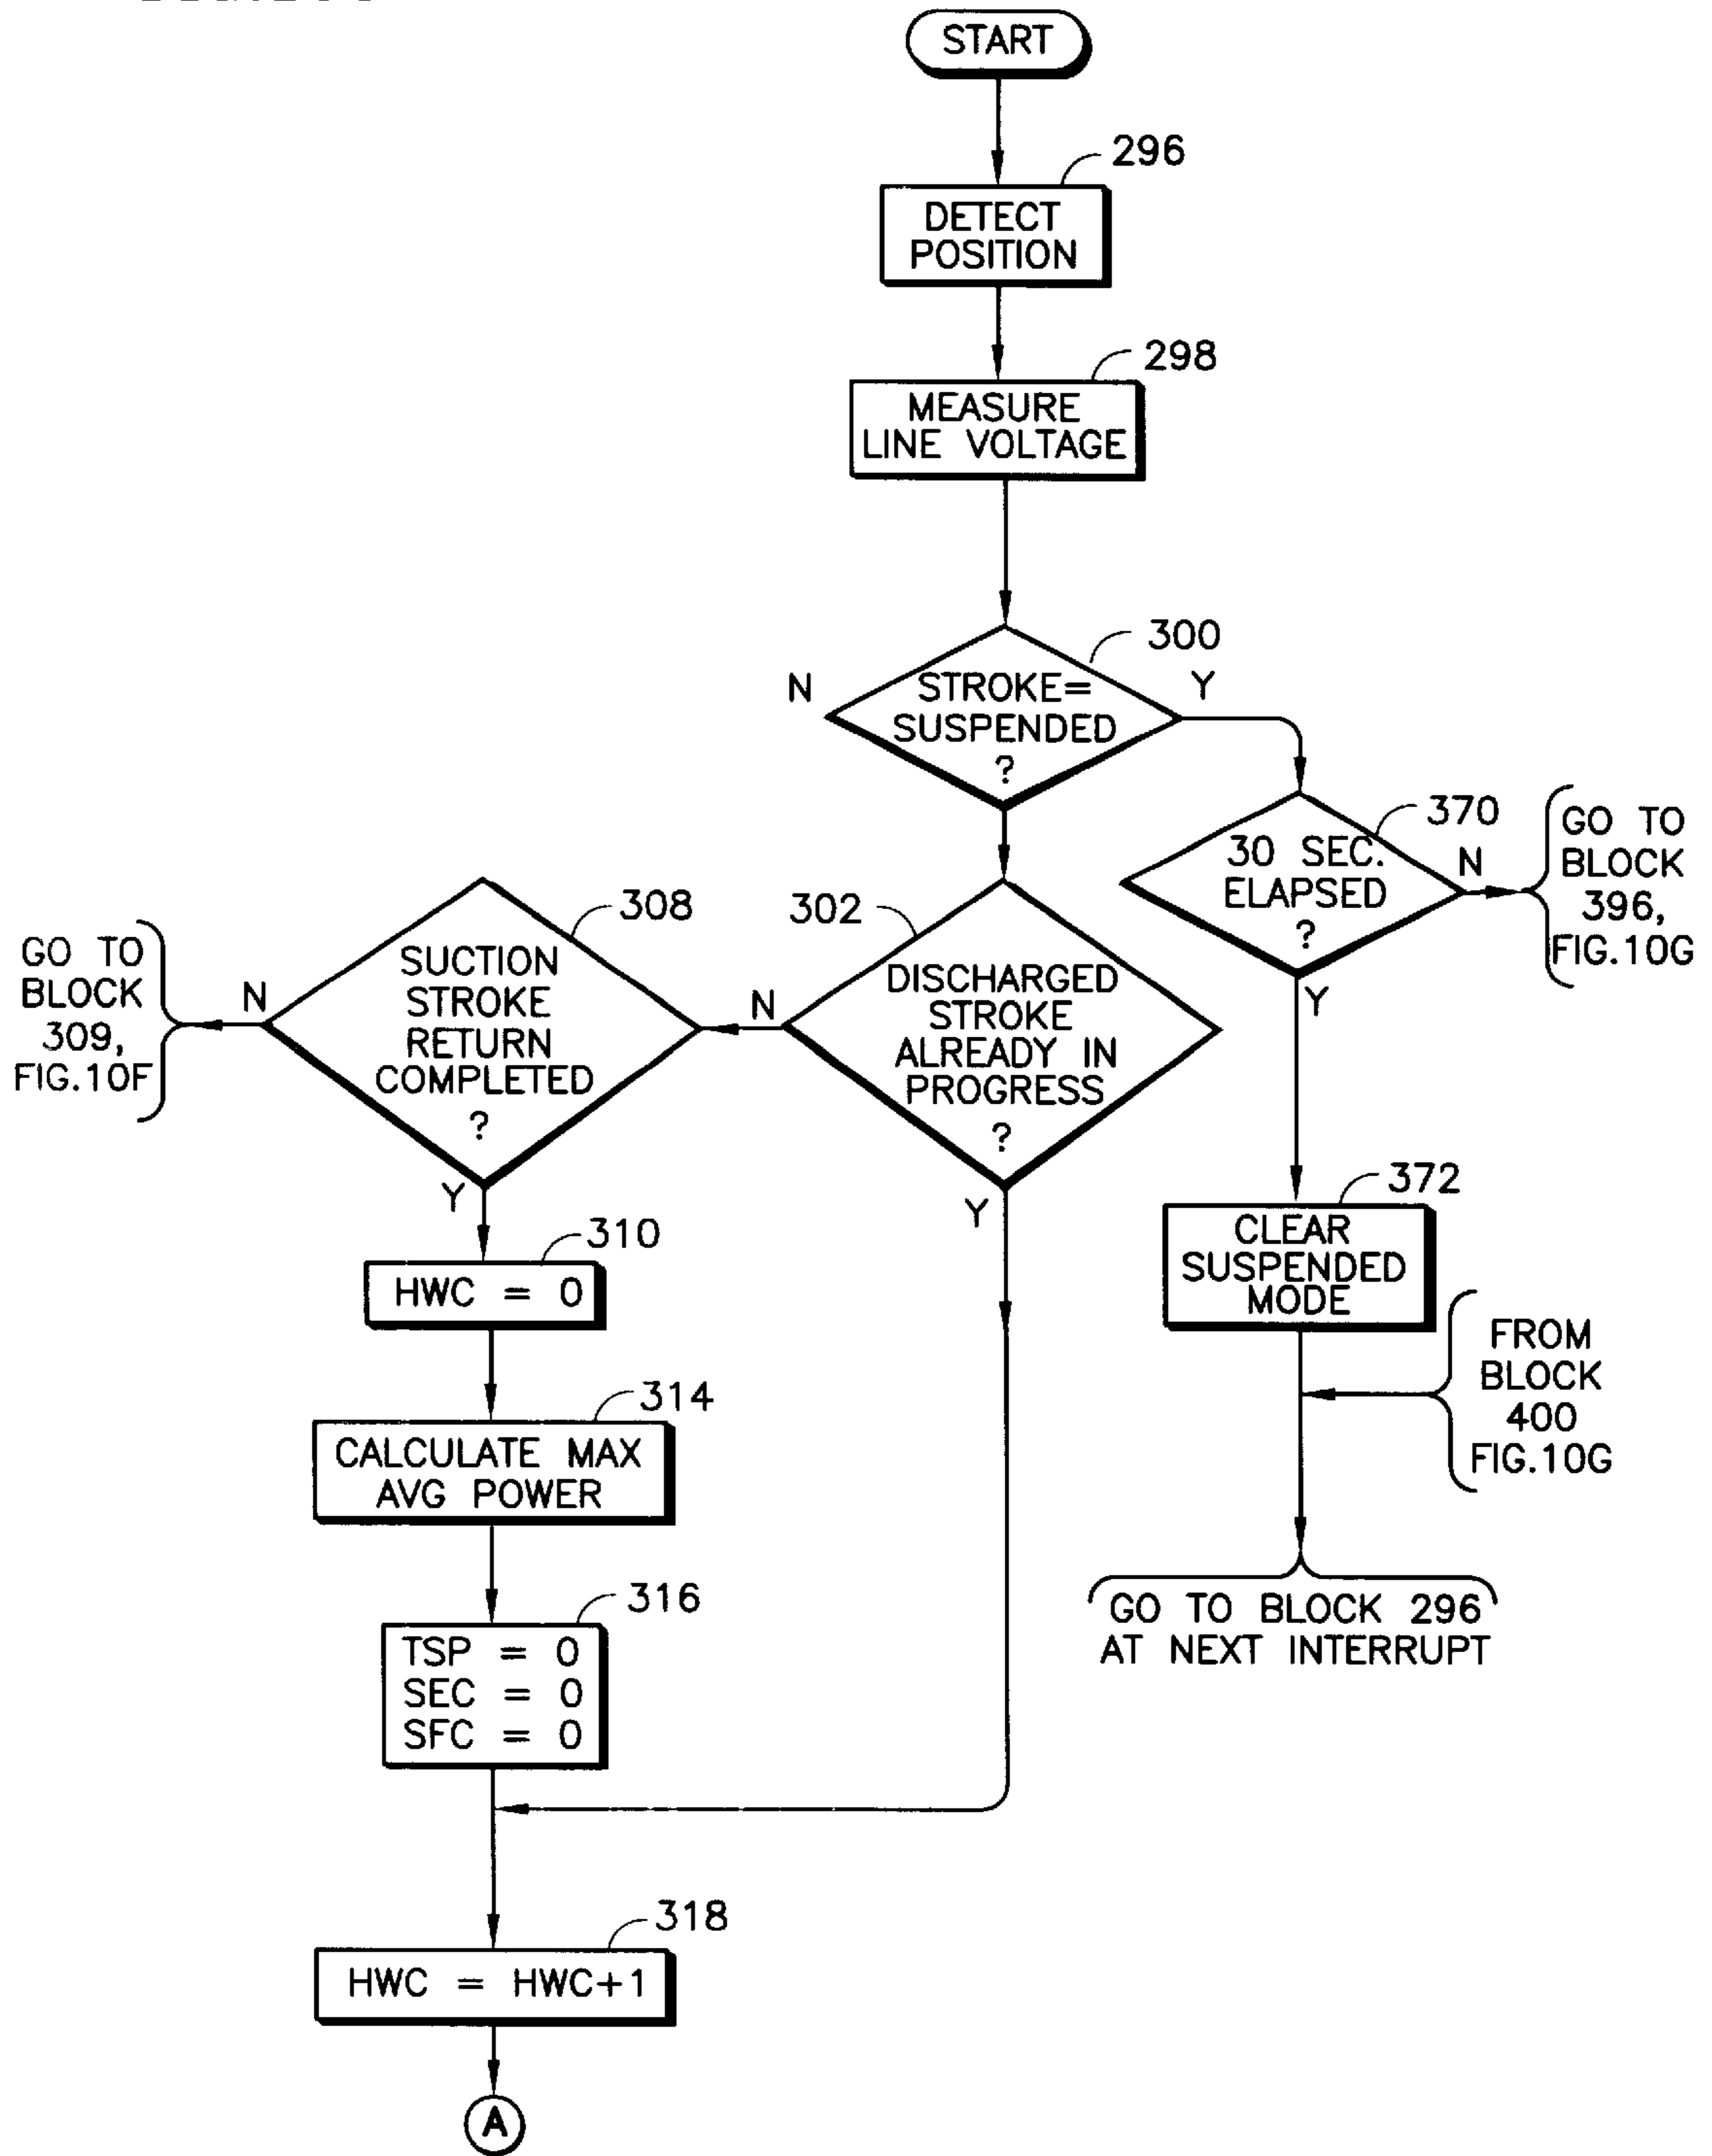 START
296
DETECT
POSITION
298
MEASURE
LINE VOLTAGE
300
N
STROKE=
Y
SUSPENDED
?
370
30 SEC.
ELAPSED
?
N
GO TO
BLOCK
396,
FIG.10G
Y
308
SUCTION
STROKE
RETURN
COMPLETED
?
N
GO TO
BLOCK
309,
FIG.10F
302
DISCHARGED
STROKE
ALREADY IN
PROGRESS
?
N
Y
Y
372
CLEAR
SUSPENDED
MODE
310
HWC = 0
FROM
BLOCK
400
FIG.10G
314
CALCULATE MAX
AVG POWER
316
TSP = 0
SEC = 0
SFC = 0
GO TO BLOCK 296
AT NEXT INTERRUPT
318
HWC = HWC+1
A